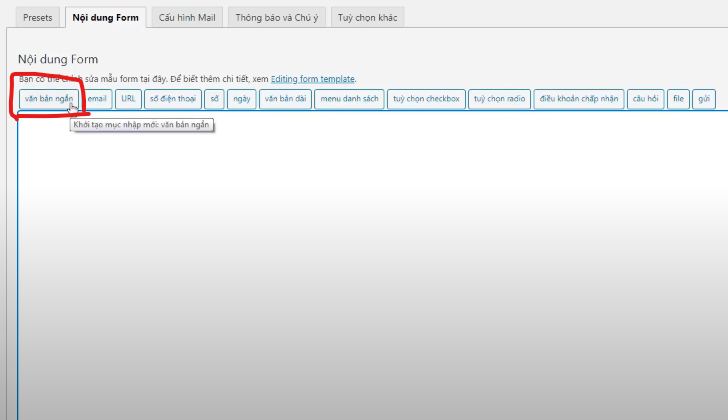 Presets Nội dung Form Cấu hình Mail Thông báo và Chú ý Tuỳ chọn khác
Nội dung Form
Bạn có thể chỉnh sửa mẫu form tại đây. Để biết thêm chi tiết, xem Editing form template.
văn bản ngắn email URL số điện thoại số ngày văn bản dài menu danh sách tuỳ chọn checkbox tuỳ chọn radio điều khoản chấp nhận câu hỏi file gửi
Khởi tạo mục nhập mới: văn bản ngắn